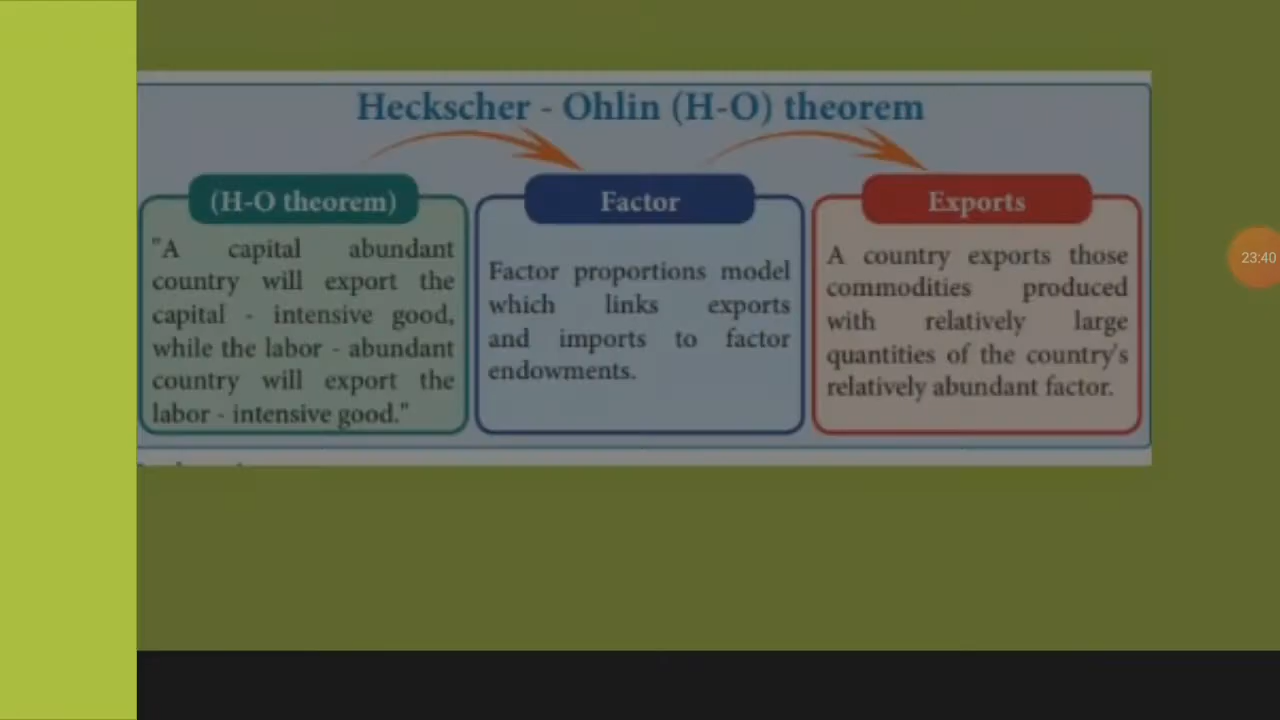 Heckscher - Ohlin (H-O) theorem
(H-O theorem)
"A capital abundant
country will export the
capital - intensive good,
while the labor - abundant
country will export the
labor - intensive good."
Factor
Factor proportions model
which links exports
and imports to factor
endowments.
Exports
A country exports those
commodities produced
with relatively large
quantities of the country's
relatively abundant factor.
23:40